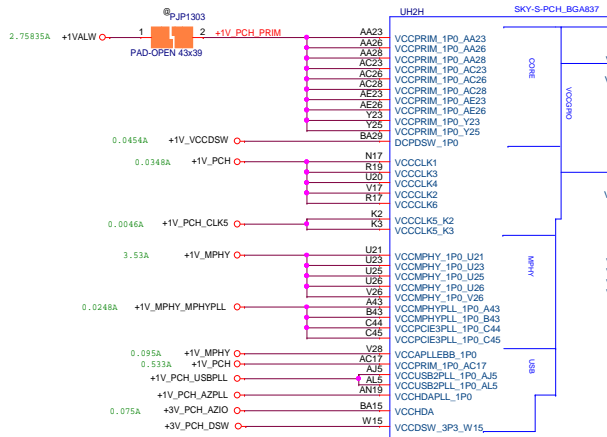 UH2H SKY-S-PCH_BGA837
@
PJP1303
2.75835A +1VALW 1 2 +1V_PCH_PRIM AA23 VCCPRIM_1P0_AA23
PAD-OPEN 43x39
AA26 VCCPRIM_1P0_AA26
AA28 VCCPRIM_1P0_AA28
AC23 VCCPRIM_1P0_AC23
AC26 VCCPRIM_1P0_AC26
AC28 VCCPRIM_1P0_AC28
AE23 VCCPRIM_1P0_AE23
AE26 VCCPRIM_1P0_AE26
Y23 VCCPRIM_1P0_Y23
Y25 VCCPRIM_1P0_Y25
CORE
VCCGPIO
0.0454A +1V_VCCDSW BA29 DCPDSW_1P0
0.0348A +1V_PCH N17 VCCCLK1
R19 VCCCLK3
U20 VCCCLK4
V17 VCCCLK2
R17 VCCCLK6
0.0046A +1V_PCH_CLK5 K2 VCCCLK5_K2
K3 VCCCLK5_K3
3.53A +1V_MPHY U21 VCCMPHY_1P0_U21
U23 VCCMPHY_1P0_U23
U25 VCCMPHY_1P0_U25
U26 VCCMPHY_1P0_U26
V26 VCCMPHY_1P0_V26
MPHY
0.0248A +1V_MPHY_MPHYPLL A43 VCCMPHYPLL_1P0_A43
B43 VCCMPHYPLL_1P0_B43
C44 VCCPCIE3PLL_1P0_C44
C45 VCCPCIE3PLL_1P0_C45
0.095A +1V_MPHY V28 VCCAPLLEBB_1P0
0.533A +1V_PCH AC17 VCCPRIM_1P0_AC17
+1V_PCH_USBPLL AJ5 VCCUSB2PLL_1P0_AJ5
AL5 VCCUSB2PLL_1P0_AL5
USB
+1V_PCH_AZPLL AN19 VCCHDAPLL_1P0
0.075A +3V_PCH_AZIO BA15 VCCHDA
+3V_PCH_DSW W15 VCCDSW_3P3_W15